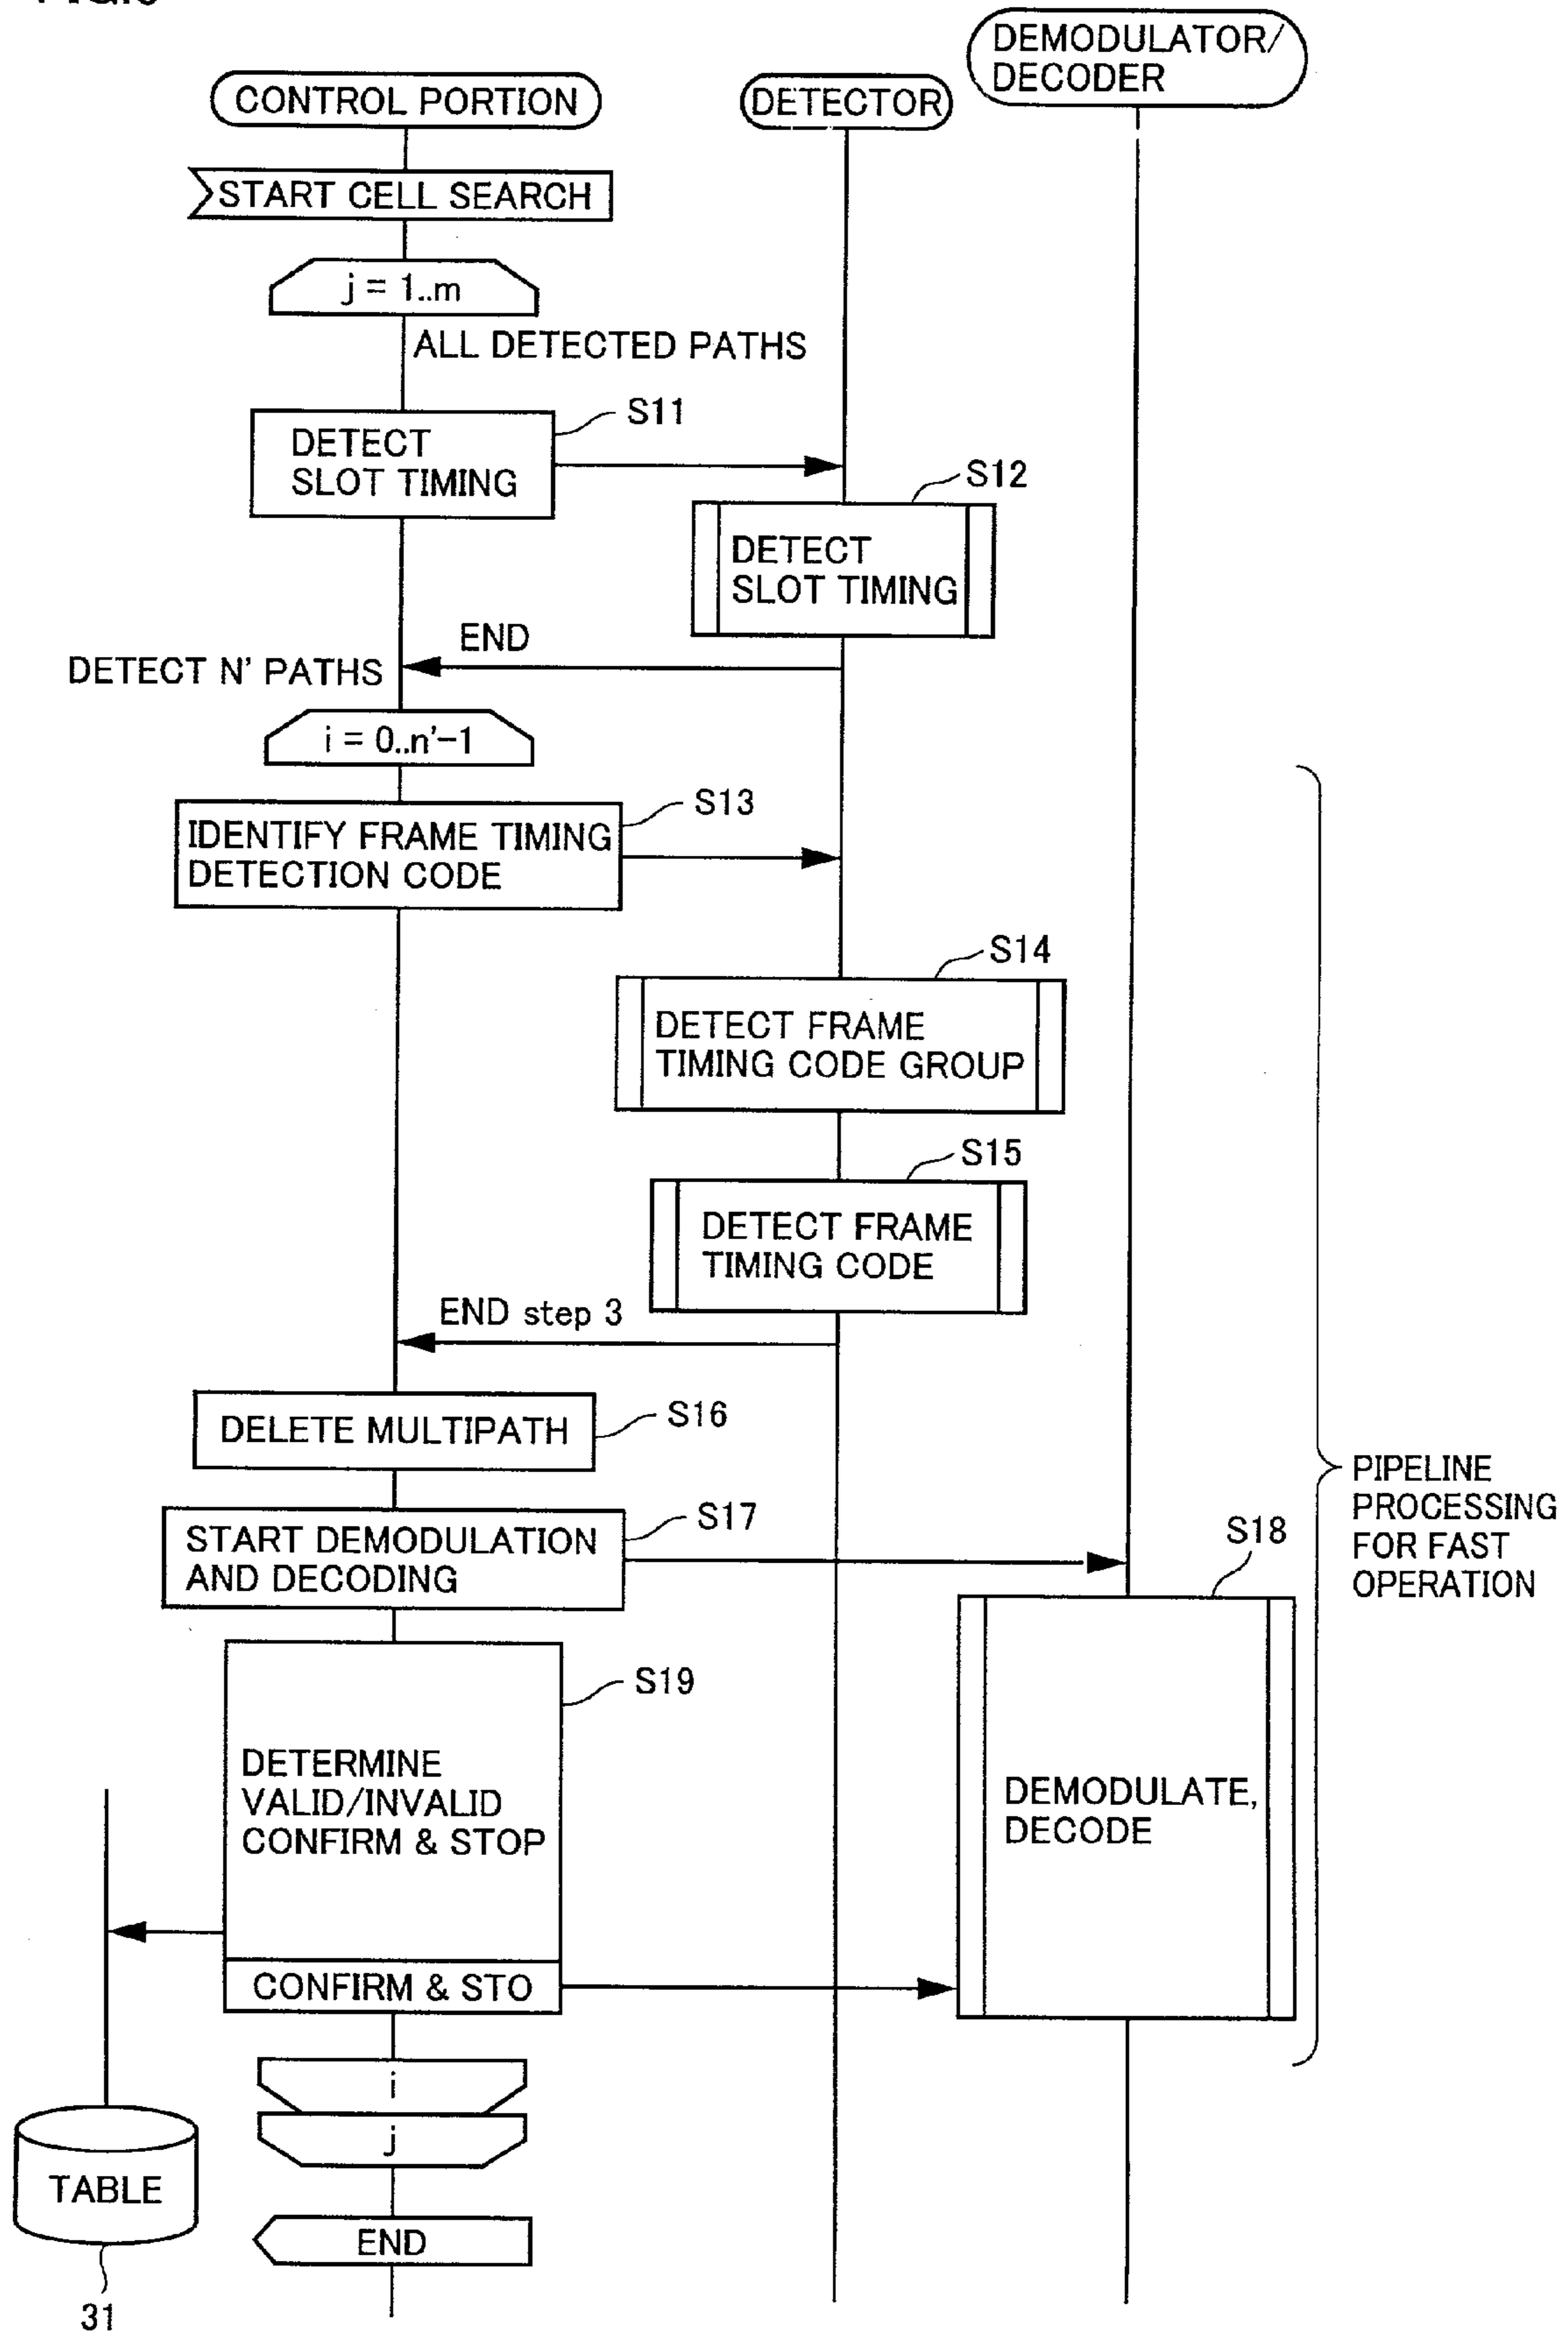 DEMODULATOR/
DECODER
CONTROL PORTION
DETECTOR
START CELL SEARCH
j = 1..m
ALL DETECTED PATHS
S11
DETECT
SLOT TIMING
S12
DETECT
SLOT TIMING
END
DETECT N' PATHS
i = 0..n'-1
S13
IDENTIFY FRAME TIMING
DETECTION CODE
S14
DETECT FRAME
TIMING CODE GROUP
S15
DETECT FRAME
TIMING CODE
END step 3
DELETE MULTIPATH
S16
PIPELINE
PROCESSING
FOR FAST
OPERATION
S17
START DEMODULATION
AND DECODING
S18
S19
DETERMINE
VALID/INVALID
CONFIRM & STOP
DEMODULATE,
DECODE
CONFIRM & STO
i
j
TABLE
END
31